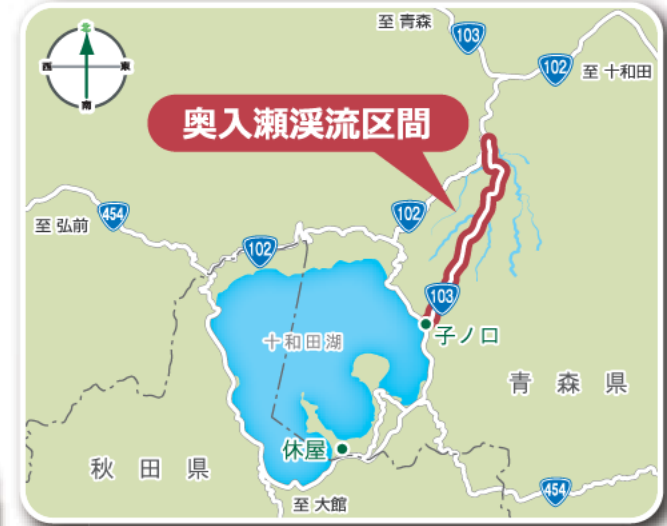 至 青森
103
102
至 十和田
北
西
東
南
奥入瀬渓流区間
454
至 弘前
102
102
103
十和田湖
子ノ口
青森県
休屋
秋田県
454
至 大館